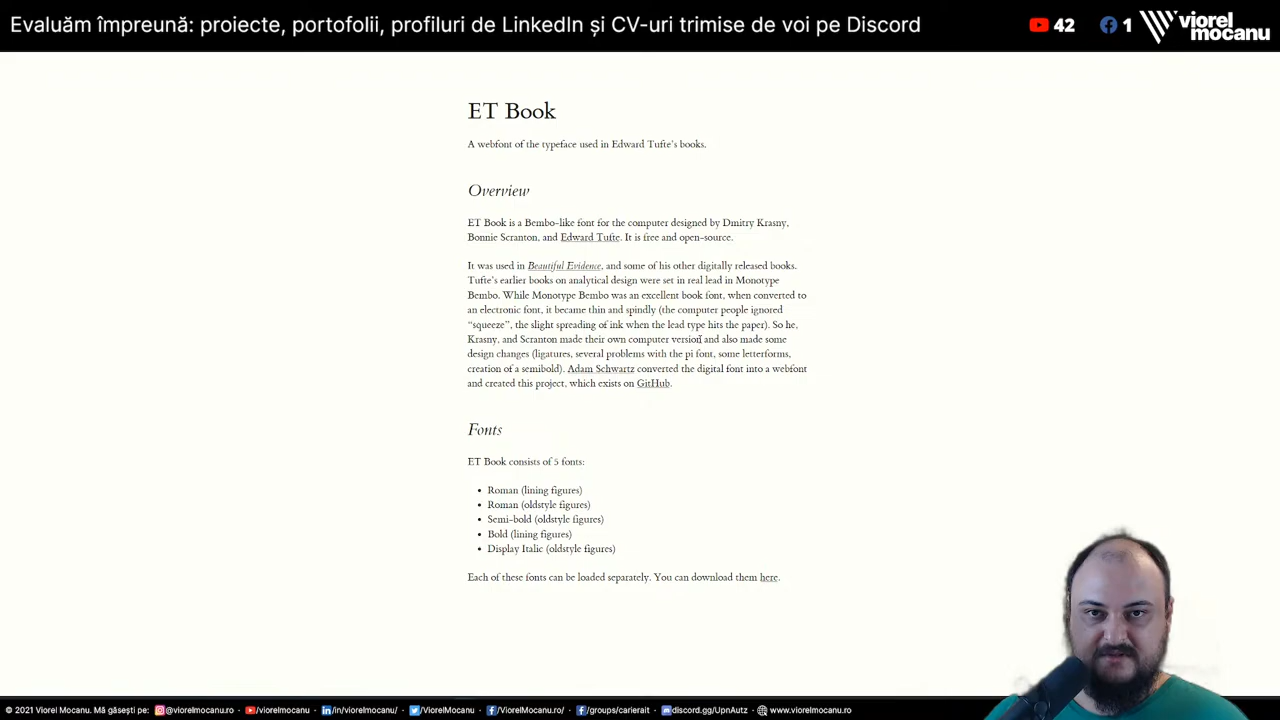 Evaluăm împreună: proiecte, portofolii, profiluri de LinkedIn și CV-uri trimise de voi pe Discord
42
1
viorel
mocanu
ET Book
A webfont of the typeface used in Edward Tufte's books.
Overview
ET Book is a Bembo-like font for the computer designed by Dmitry Krasny,
Bonnie Scranton, and Edward Tufte. It is free and open-source.
It was used in Beautiful Evidence, and some of his other digitally released books.
Tufte's earlier books on analytical design were set in real lead in Monotype
Bembo. While Monotype Bembo was an excellent book font, when converted to
an electronic font, it became thin and spindly (the computer people ignored
“squeeze”, the slight spreading of ink when the lead type hits the paper). So he,
Krasny, and Scranton made their own computer version and also made some
design changes (ligatures, several problems with the pi font, some letterforms,
creation of a semibold). Adam Schwartz converted the digital font into a webfont
and created this project, which exists on GitHub.
Fonts
ET Book consists of 5 fonts:
• Roman (lining figures)
• Roman (oldstyle figures)
• Semi-bold (oldstyle figures)
• Bold (lining figures)
• Display Italic (oldstyle figures)
Each of these fonts can be loaded separately. You can download them here.
© 2021 Viorel Mocanu. Mă găsești pe: @viorelmocanu.ro · /viorelmocanu · /in/viorelmocanu/ · /ViorelMocanu · /ViorelMocanu.ro/ · /groups/carierait · discord.gg/UpnAutz · www.viorelmocanu.ro